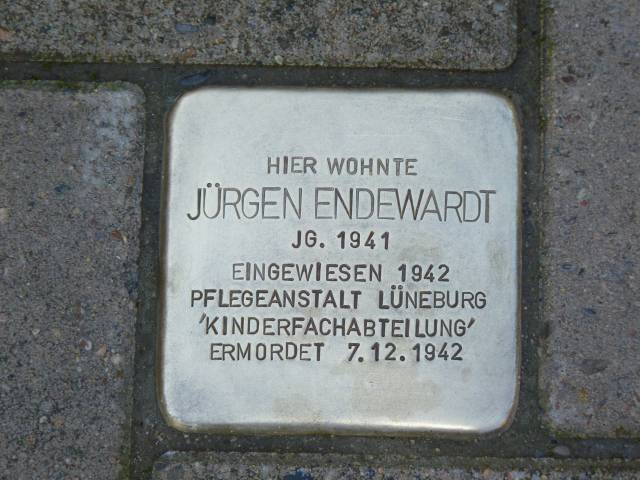 HIER WOHNTE
JÜRGEN ENDEWARDT
JG. 1941
EINGEWIESEN 1942
PFLEGEANSTALT LÜNEBURG
'KINDERFACHABTEILUNG'
ERMORDET 7.12.1942